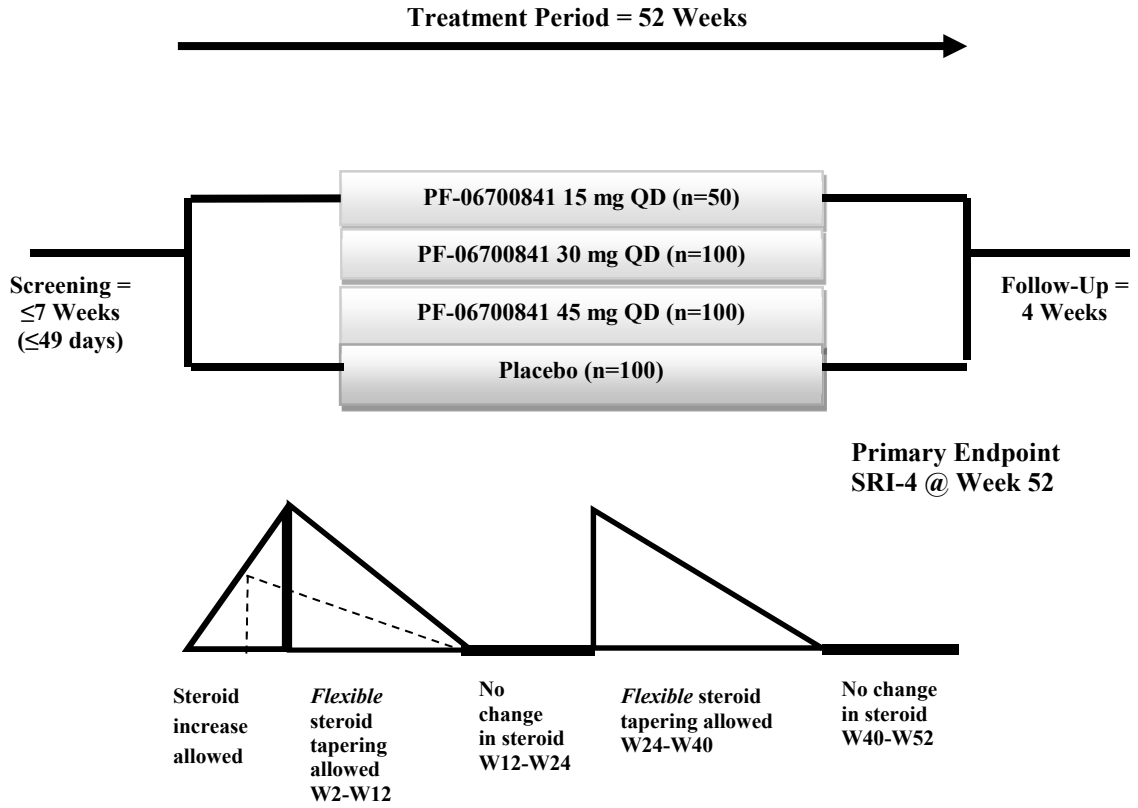 Treatment Period = 52 Weeks
PF-06700841 15 mg QD (n=50)
PF-06700841 30 mg QD (n=100)
PF-06700841 45 mg QD (n=100)
Placebo (n=100)
Screening =
≤7 Weeks
(≤49 days)
Follow-Up =
4 Weeks
Primary Endpoint
SRI-4 @ Week 52
Steroid
increase
allowed
Flexible
steroid
tapering
allowed
W2-W12
No
change
in steroid
W12-W24
Flexible steroid
tapering allowed
W24-W40
No change
in steroid
W40-W52